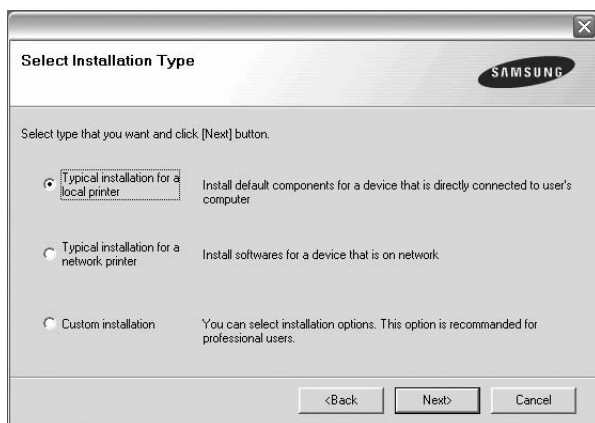 Select Installation Type
SAMSUNG
Select type that you want and click [Next] button.
Typical installation for a
local printer
Install default components for a device that is directly connected to user's
computer
Typical installation for a
network printer
Install softwares for a device that is on network
Custom installation
You can select installation options. This option is recommanded for
professional users.
<Back
Next>
Cancel